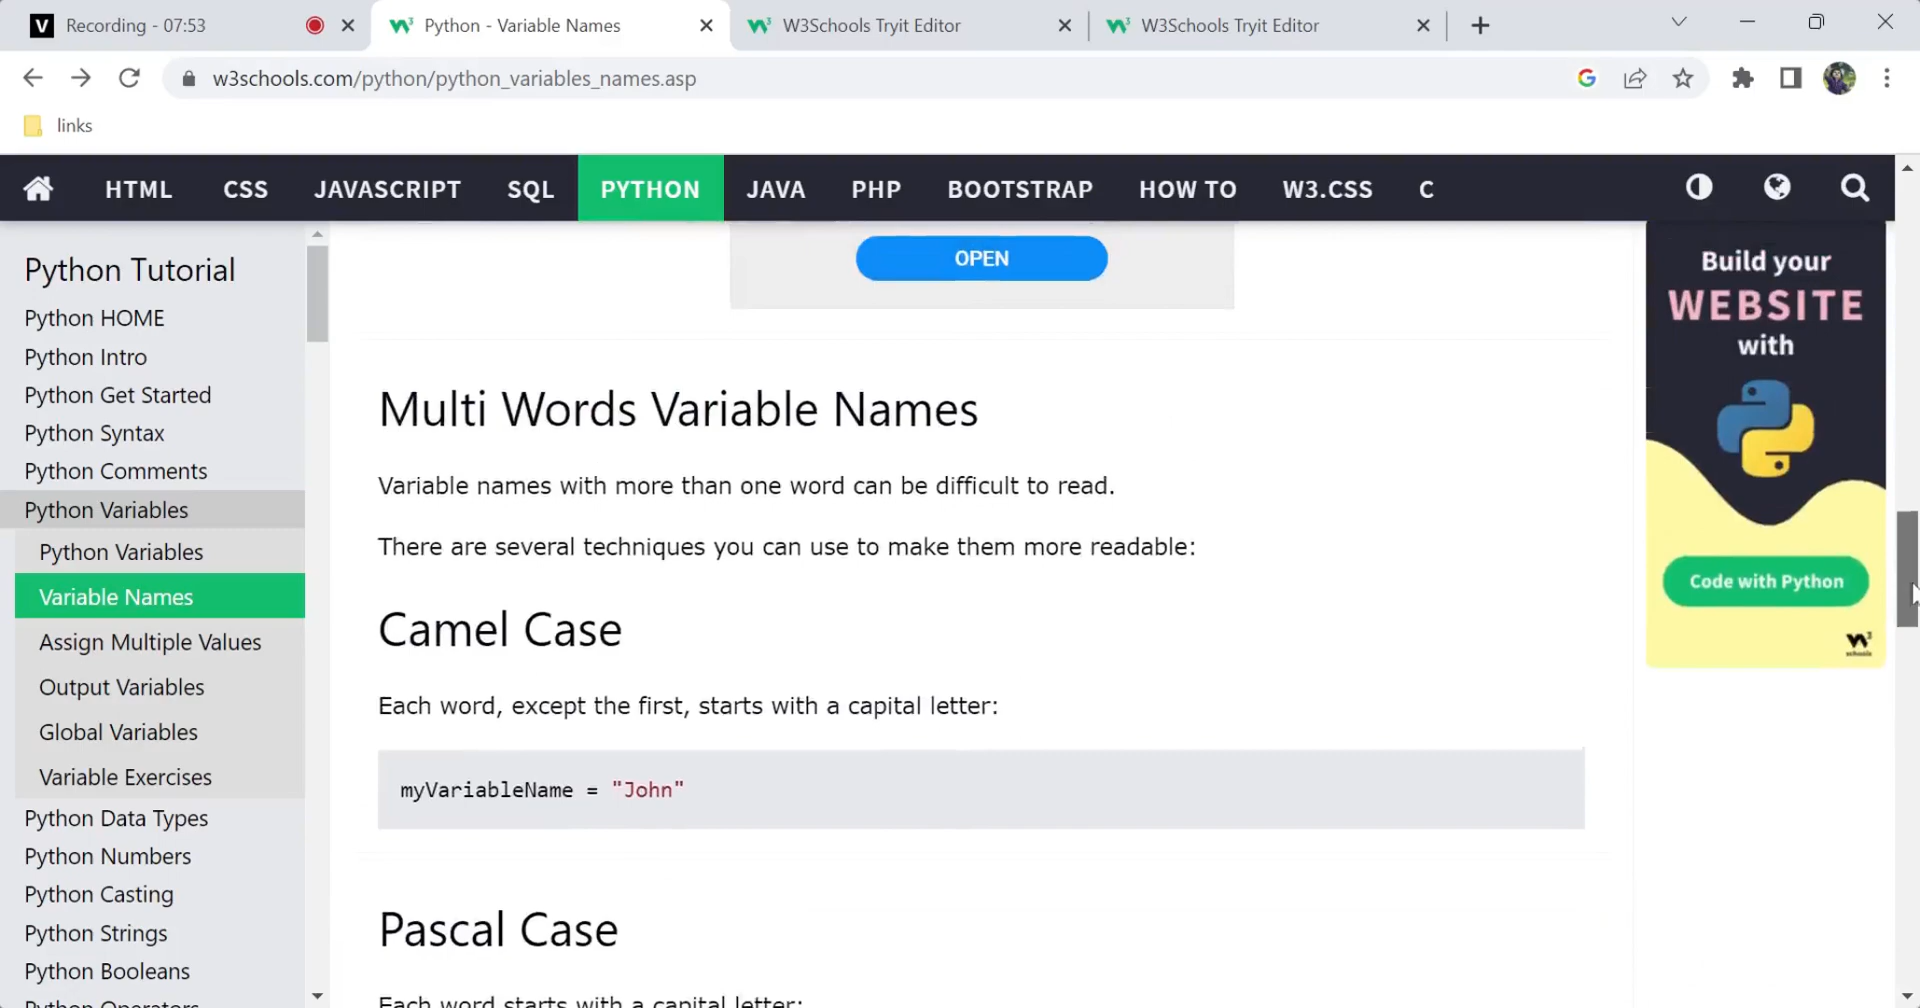 V Recording - 07:53
Python - Variable Names
W3Schools Tryit Editor
W3Schools Tryit Editor
w3schools.com/python/python_variables_names.asp
links
HTML CSS JAVASCRIPT SQL PYTHON JAVA PHP BOOTSTRAP HOW TO W3.CSS C
Python Tutorial
Python HOME
Python Intro
Python Get Started
Python Syntax
Python Comments
Python Variables
Python Variables
Variable Names
Assign Multiple Values
Output Variables
Global Variables
Variable Exercises
Python Data Types
Python Numbers
Python Casting
Python Strings
Python Booleans
Python Operators
OPEN
Multi Words Variable Names
Variable names with more than one word can be difficult to read.
There are several techniques you can use to make them more readable:
Camel Case
Each word, except the first, starts with a capital letter:
myVariableName = "John"
Pascal Case
Each word starts with a capital letter:
Build your
WEBSITE
with
Code with Python
W3
schools